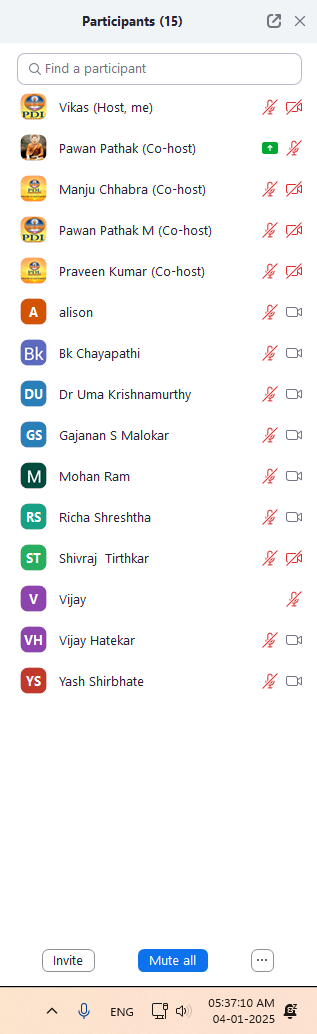 Participants (15)
Find a participant
PDI Vikas (Host, me)
Pawan Pathak (Co-host)
Manju Chhabra (Co-host)
PDI Pawan Pathak M (Co-host)
Praveen Kumar (Co-host)
A alison
Bk Bk Chayapathi
DU Dr Uma Krishnamurthy
GS Gajanan S Malokar
M Mohan Ram
RS Richa Shreshtha
ST Shivraj Tirthkar
V Vijay
VH Vijay Hatekar
YS Yash Shirbhate
Invite Mute all ...
05:37:10 AM
ENG
04-01-2025